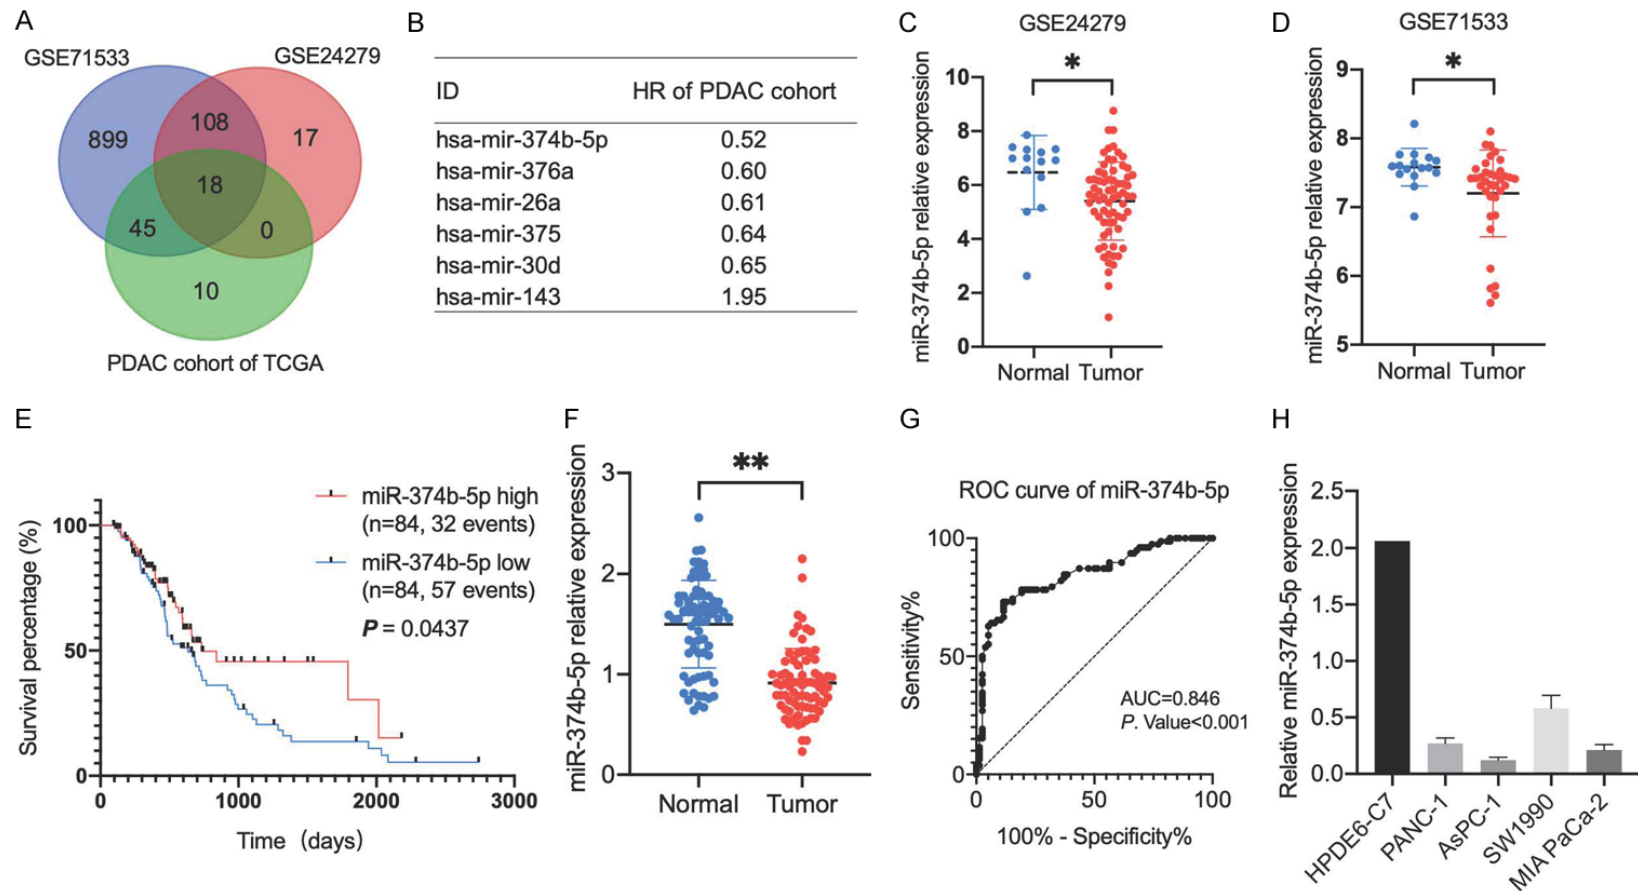 A
GSE71533
GSE24279
899
108
17
18
45
0
10
PDAC cohort of TCGA
B
ID HR of PDAC cohort
hsa-mir-374b-5p 0.52
hsa-mir-376a 0.60
hsa-mir-26a 0.61
hsa-mir-375 0.64
hsa-mir-30d 0.65
hsa-mir-143 1.95
C
GSE24279
*
miR-374b-5p relative expression
10
8
6
4
2
0
Normal Tumor
D
GSE71533
*
miR-374b-5p relative expression
9
8
7
6
5
Normal Tumor
E
Survival percentage (%)
100
50
0
0 1000 2000 3000
Time (days)
miR-374b-5p high
(n=84, 32 events)
miR-374b-5p low
(n=84, 57 events)
P = 0.0437
F
**
miR-374b-5p relative expression
3
2
1
0
Normal Tumor
G
ROC curve of miR-374b-5p
Sensitivity%
100
50
0
0 50 100
100% - Specificity%
AUC=0.846
P. Value<0.001
H
Relative miR-374b-5p expression
2.5
2.0
1.5
1.0
0.5
0.0
HPDE6-C7
PANC-1
AsPC-1
SW1990
MIA PaCa-2